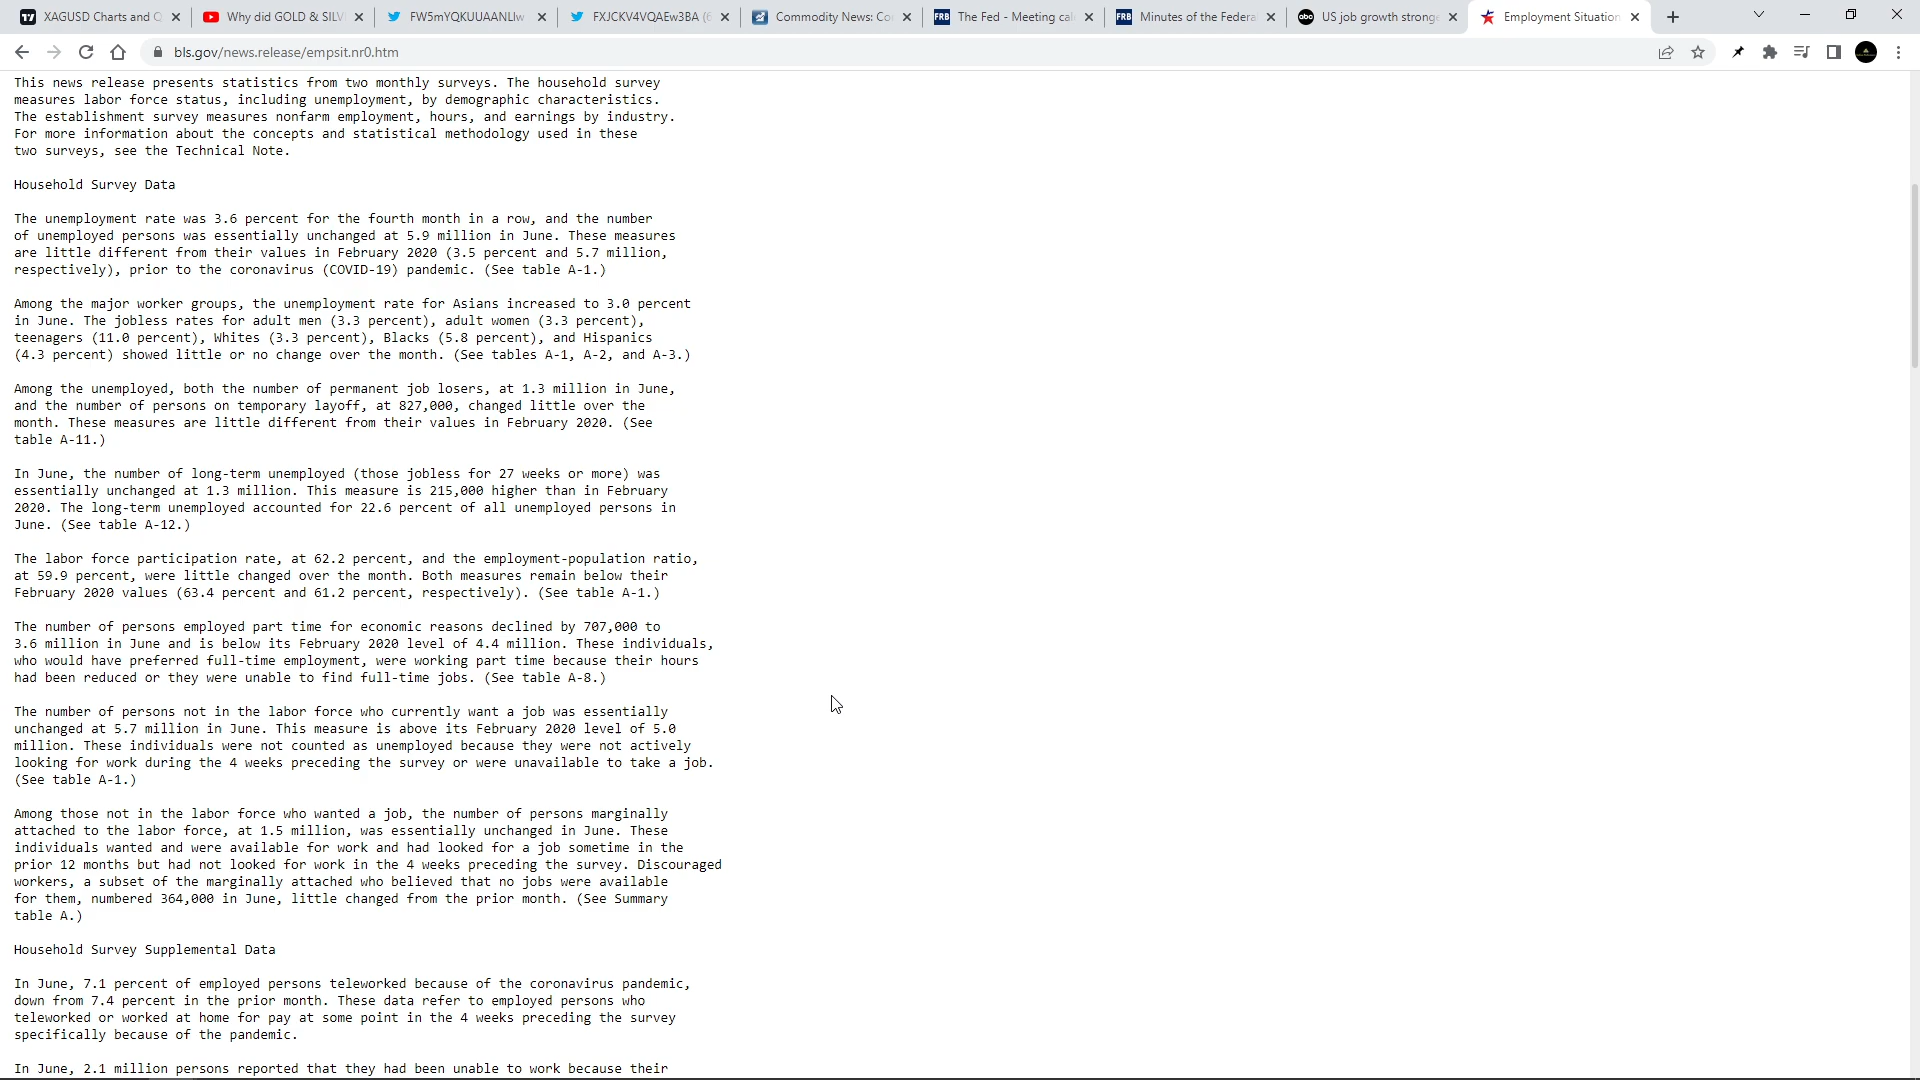 XAGUSD Charts and Q
Why did GOLD & SILV
FW5mYQKUUAANLIw
FXJCKV4VQAEw3BA (6
Commodity News: Co
The Fed - Meeting cal
Minutes of the Federa
US job growth stronge
Employment Situation
bls.gov/news.release/empsit.nr0.htm
This news release presents statistics from two monthly surveys. The household survey
measures labor force status, including unemployment, by demographic characteristics.
The establishment survey measures nonfarm employment, hours, and earnings by industry.
For more information about the concepts and statistical methodology used in these
two surveys, see the Technical Note.
Household Survey Data
The unemployment rate was 3.6 percent for the fourth month in a row, and the number
of unemployed persons was essentially unchanged at 5.9 million in June. These measures
are little different from their values in February 2020 (3.5 percent and 5.7 million,
respectively), prior to the coronavirus (COVID-19) pandemic. (See table A-1.)
Among the major worker groups, the unemployment rate for Asians increased to 3.0 percent
in June. The jobless rates for adult men (3.3 percent), adult women (3.3 percent),
teenagers (11.0 percent), Whites (3.3 percent), Blacks (5.8 percent), and Hispanics
(4.3 percent) showed little or no change over the month. (See tables A-1, A-2, and A-3.)
Among the unemployed, both the number of permanent job losers, at 1.3 million in June,
and the number of persons on temporary layoff, at 827,000, changed little over the
month. These measures are little different from their values in February 2020. (See
table A-11.)
In June, the number of long-term unemployed (those jobless for 27 weeks or more) was
essentially unchanged at 1.3 million. This measure is 215,000 higher than in February
2020. The long-term unemployed accounted for 22.6 percent of all unemployed persons in
June. (See table A-12.)
The labor force participation rate, at 62.2 percent, and the employment-population ratio,
at 59.9 percent, were little changed over the month. Both measures remain below their
February 2020 values (63.4 percent and 61.2 percent, respectively). (See table A-1.)
The number of persons employed part time for economic reasons declined by 707,000 to
3.6 million in June and is below its February 2020 level of 4.4 million. These individuals,
who would have preferred full-time employment, were working part time because their hours
had been reduced or they were unable to find full-time jobs. (See table A-8.)
The number of persons not in the labor force who currently want a job was essentially
unchanged at 5.7 million in June. This measure is above its February 2020 level of 5.0
million. These individuals were not counted as unemployed because they were not actively
looking for work during the 4 weeks preceding the survey or were unavailable to take a job.
(See table A-1.)
Among those not in the labor force who wanted a job, the number of persons marginally
attached to the labor force, at 1.5 million, was essentially unchanged in June. These
individuals wanted and were available for work and had looked for a job sometime in the
prior 12 months but had not looked for work in the 4 weeks preceding the survey. Discouraged
workers, a subset of the marginally attached who believed that no jobs were available
for them, numbered 364,000 in June, little changed from the prior month. (See Summary
table A.)
Household Survey Supplemental Data
In June, 7.1 percent of employed persons teleworked because of the coronavirus pandemic,
down from 7.4 percent in the prior month. These data refer to employed persons who
teleworked or worked at home for pay at some point in the 4 weeks preceding the survey
specifically because of the pandemic.
In June, 2.1 million persons reported that they had been unable to work because their